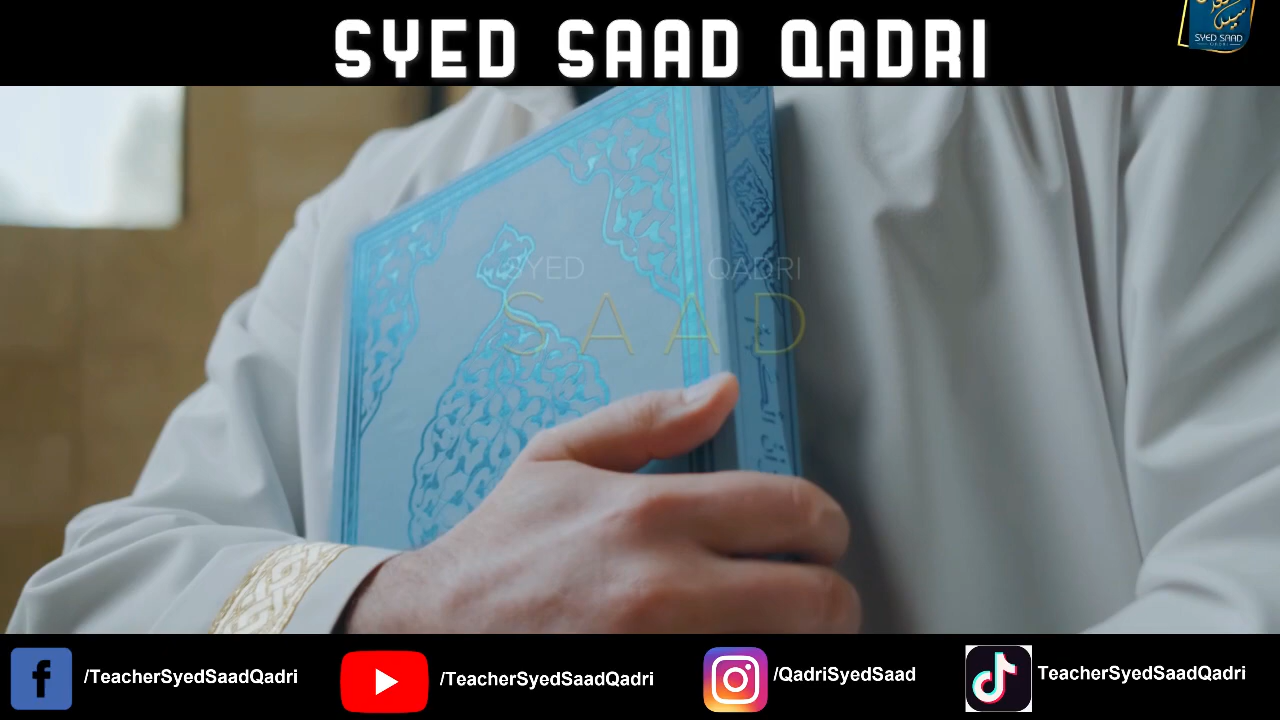 SYED SAAD QADRI
SYED SAAD
SYED QADRI
SAAD
/TeacherSyedSaadQadri
/TeacherSyedSaadQadri
/QadriSyedSaad
TeacherSyedSaadQadri